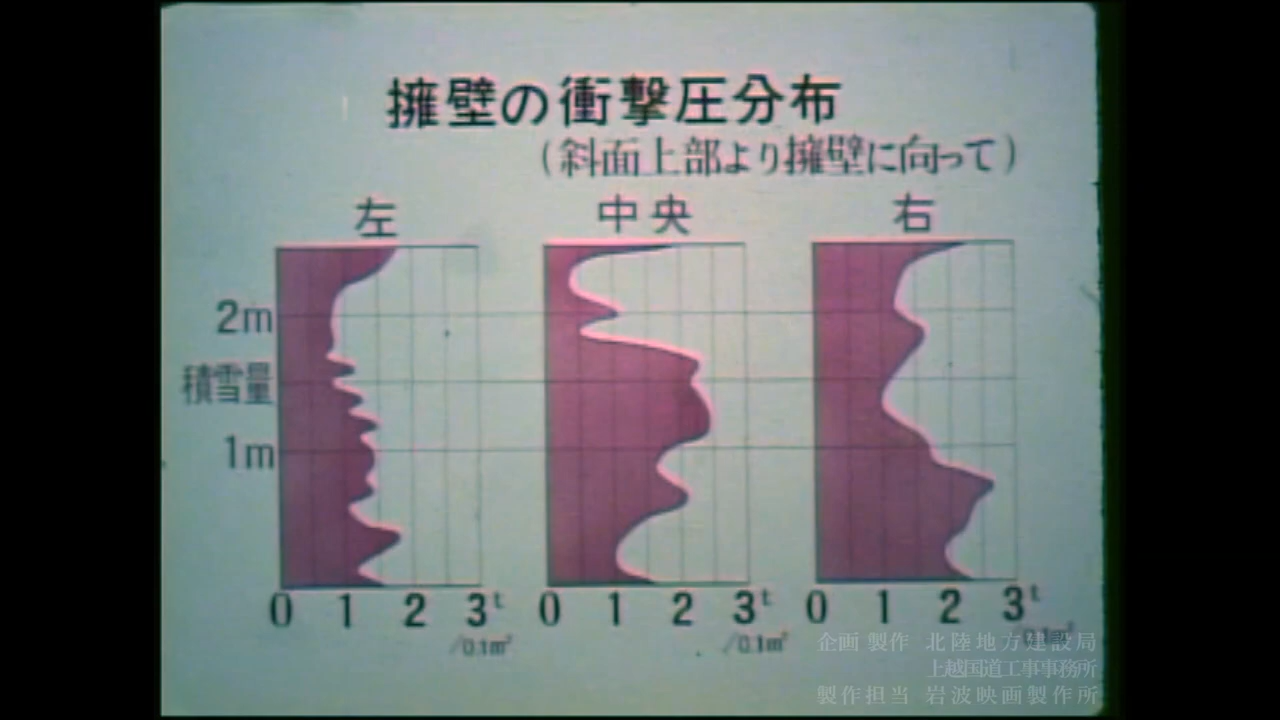 擁壁の衝撃圧分布
(斜面上部より擁壁に向って)
左 中央 右
2m
積雪量
1m
0 1 2 3t 0 1 2 3t 0 1 2 3t
/0.1m² /0.1m² /0.1m²
企画 製作 北陸地方建設局
上越国道工事事務所
製作担当 岩波映画製作所